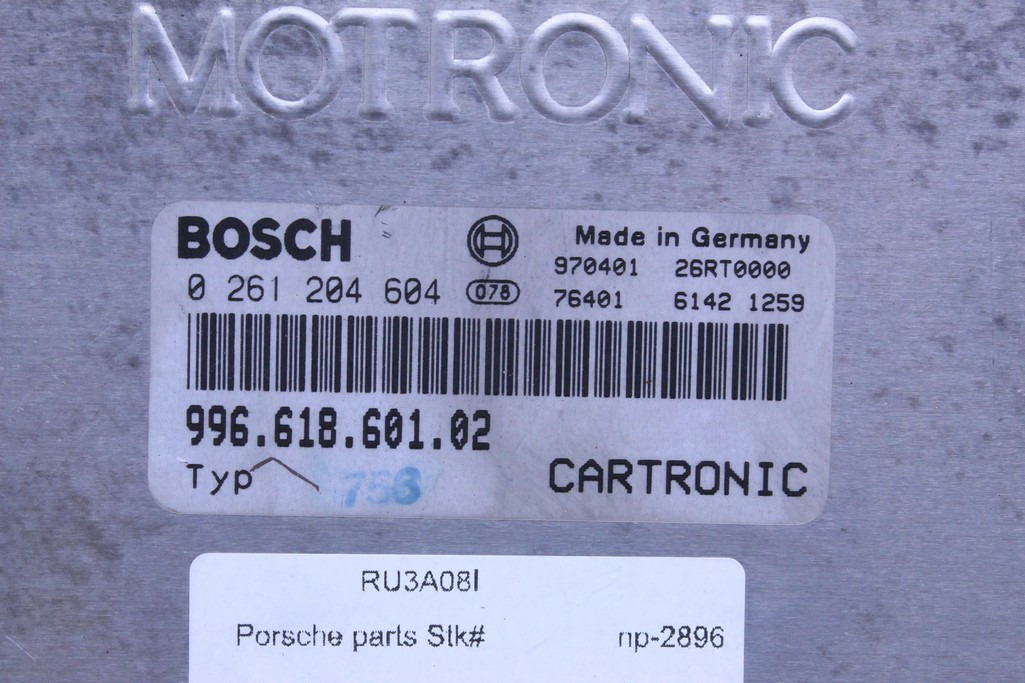 MOTRONIC
BOSCH
Made in Germany
970401 26RT0000
0 261 204 604 078
76401 6142 1259
996.618.601.02
Typ 756 CARTRONIC
RU3A08I
Porsche parts Stk# np-2896